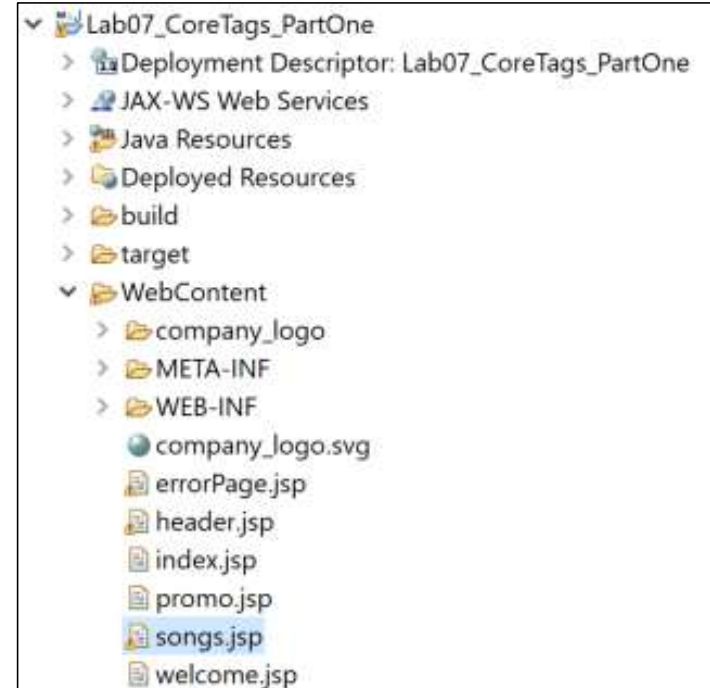 Lab07_CoreTags_PartOne
Deployment Descriptor: Lab07_CoreTags_PartOne
JAX-WS Web Services
Java Resources
Deployed Resources
build
target
WebContent
company_logo
META-INF
WEB-INF
company_logo.svg
errorPage.jsp
header.jsp
index.jsp
promo.jsp
songs.jsp
welcome.jsp